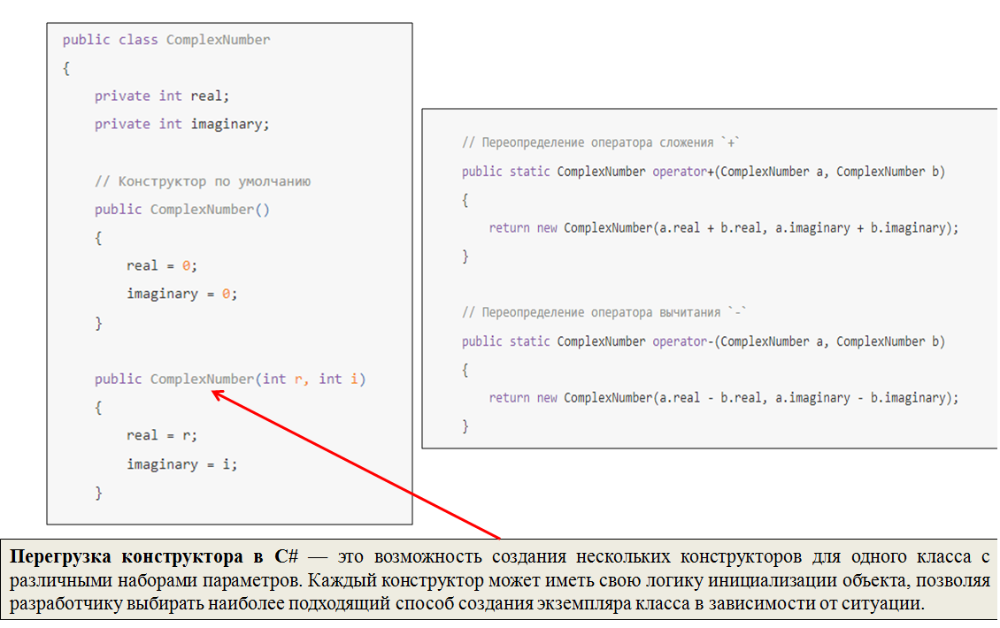 public class ComplexNumber
{
private int real;
private int imaginary;
// Конструктор по умолчанию
public ComplexNumber()
{
real = 0;
imaginary = 0;
}
public ComplexNumber(int r, int i)
{
real = r;
imaginary = i;
}
// Переопределение оператора сложения `+`
public static ComplexNumber operator+(ComplexNumber a, ComplexNumber b)
{
return new ComplexNumber(a.real + b.real, a.imaginary + b.imaginary);
}
// Переопределение оператора вычитания `-`
public static ComplexNumber operator-(ComplexNumber a, ComplexNumber b)
{
return new ComplexNumber(a.real - b.real, a.imaginary - b.imaginary);
}
Перегрузка конструктора в C# — это возможность создания нескольких конструкторов для одного класса с
различными наборами параметров. Каждый конструктор может иметь свою логику инициализации объекта, позволяя
разработчику выбирать наиболее подходящий способ создания экземпляра класса в зависимости от ситуации.